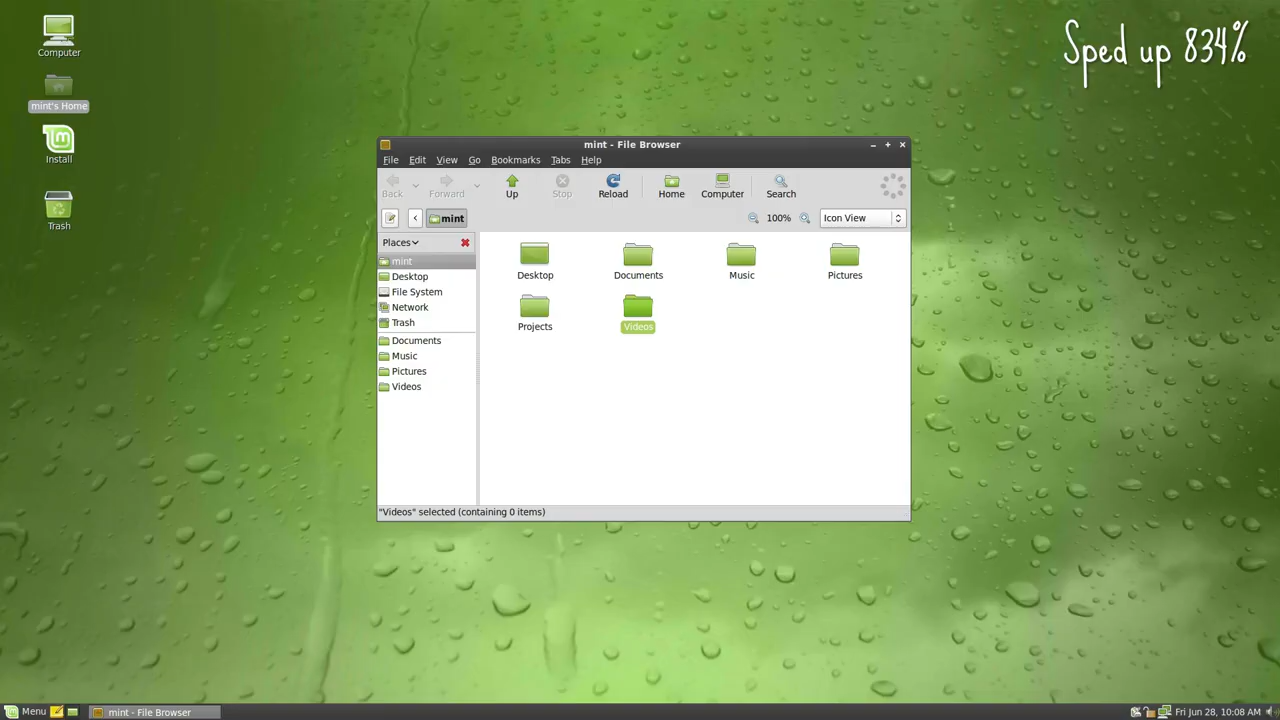 Computer
mint's Home
Install
Trash
Sped up 834%
mint - File Browser
File Edit View Go Bookmarks Tabs Help
Back Forward Up Stop Reload Home Computer Search
mint 100% Icon View
Places
mint
Desktop
File System
Network
Trash
Documents
Music
Pictures
Videos
Desktop Documents Music Pictures
Projects Videos
"Videos" selected (containing 0 items)
Menu mint - File Browser Fri Jun 28, 10:08 AM